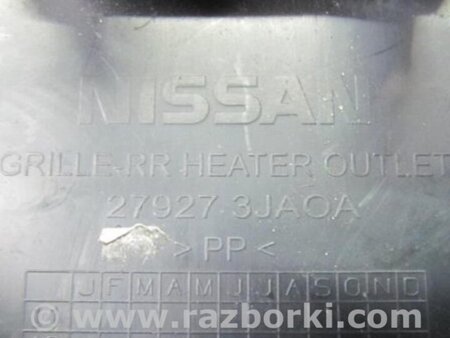 NISSAN
GRILLE-RR HEATER OUTLET
27927 3JA0A
>PP<
J F M A M J J A S O N D
www.razborki.com